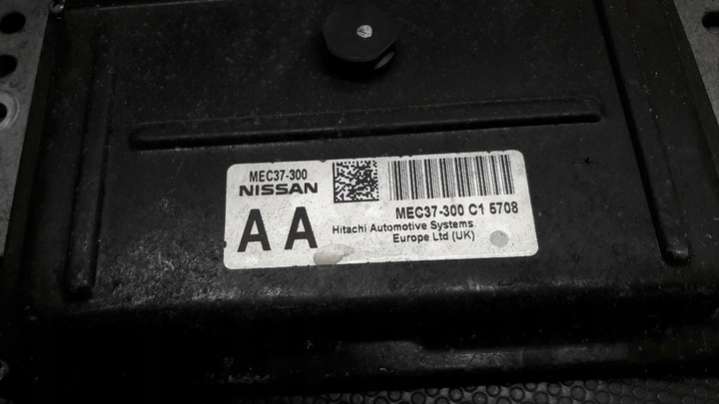 MEC37-300
NISSAN
AA
MEC37-300 C1 5708
Hitachi Automotive Systems
Europe Ltd (UK)